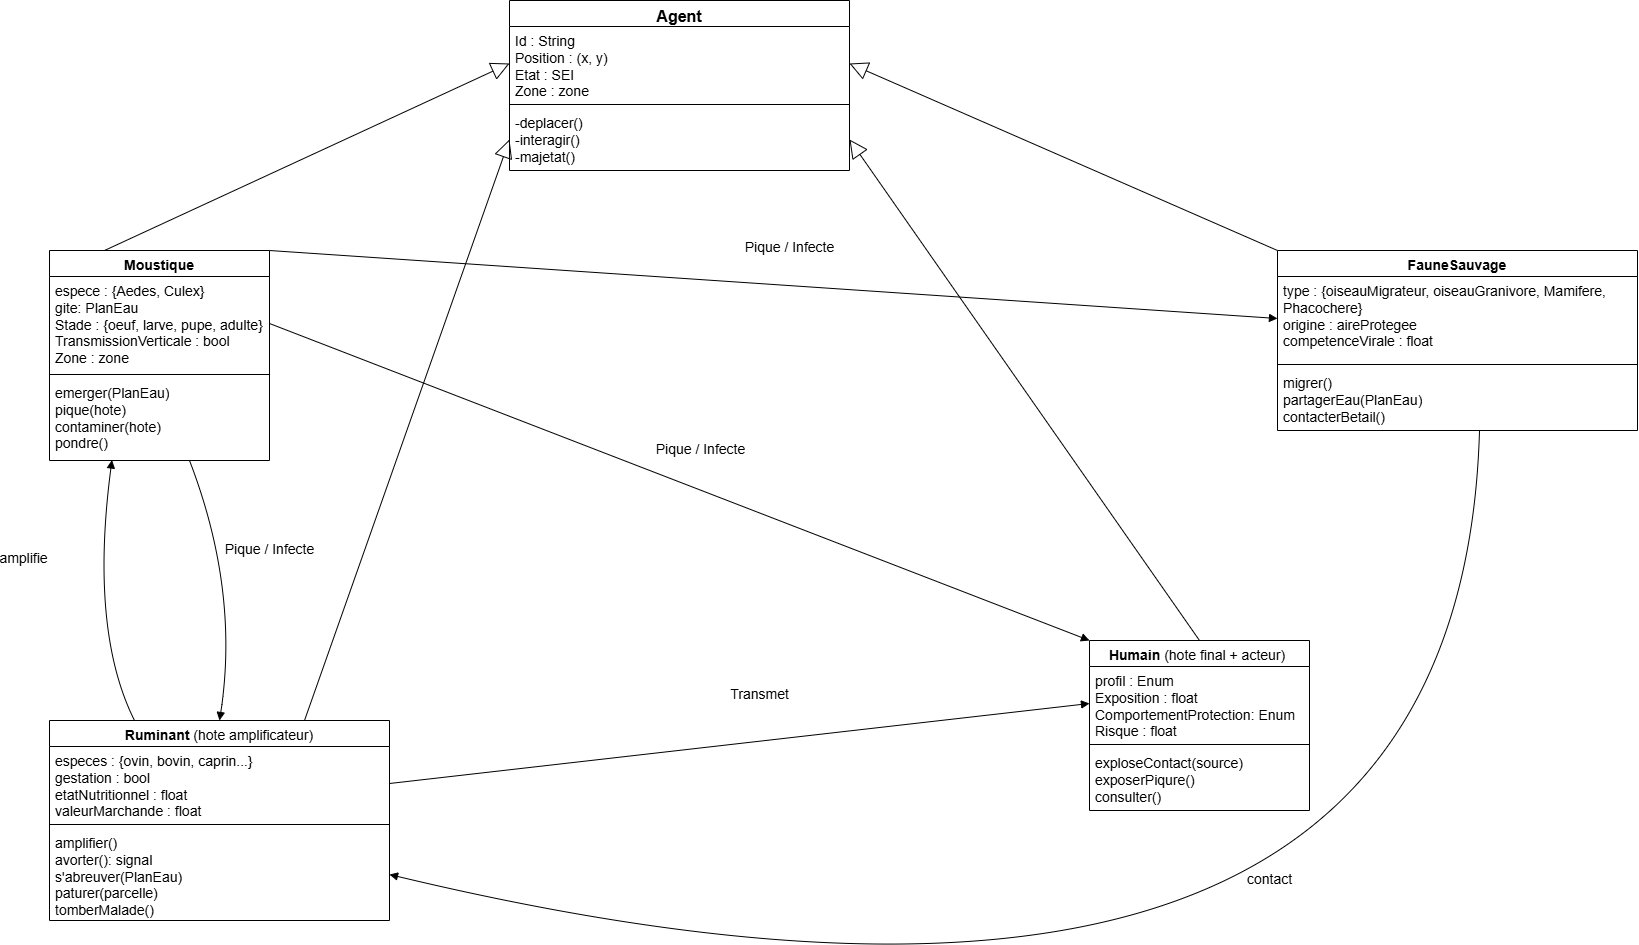 Agent
Id : String
Position : (x, y)
Etat : SEI
Zone : zone
-deplacer()
-interagir()
-majetat()
Pique / Infecte
Moustique
espece : {Aedes, Culex}
gite: PlanEau
Stade : {oeuf, larve, pupe, adulte}
TransmissionVerticale : bool
Zone : zone
emerger(PlanEau)
pique(hote)
contaminer(hote)
pondre()
FauneSauvage
type : {oiseauMigrateur, oiseauGranivore, Mamifere,
Phacochere}
origine : aireProtegee
competenceVirale : float
migrer()
partagerEau(PlanEau)
contacterBetail()
Pique / Infecte
amplifie
Pique / Infecte
Humain (hote final + acteur)
profil : Enum
Exposition : float
ComportementProtection: Enum
Risque : float
exploseContact(source)
exposerPiqure()
consulter()
Transmet
Ruminant (hote amplificateur)
especes : {ovin, bovin, caprin...}
gestation : bool
etatNutritionnel : float
valeurMarchande : float
amplifier()
avorter(): signal
s'abreuver(PlanEau)
paturer(parcelle)
tomberMalade()
contact